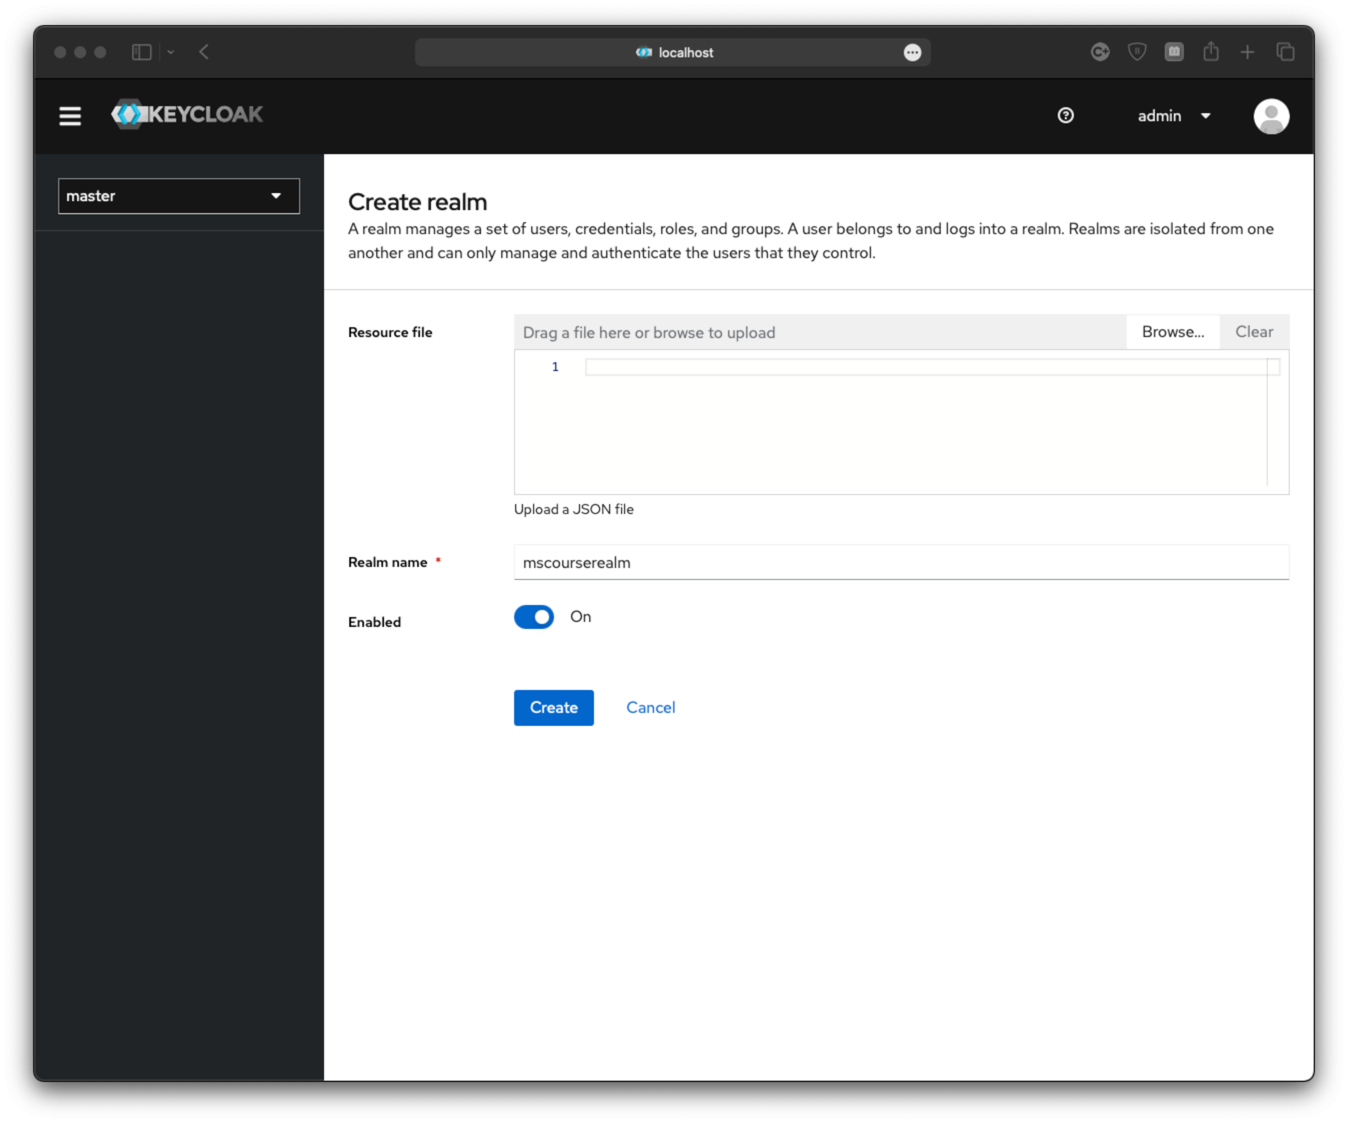 localhost
KEYCLOAK
admin
master
Create realm
A realm manages a set of users, credentials, roles, and groups. A user belongs to and logs into a realm. Realms are isolated from one
another and can only manage and authenticate the users that they control.
Resource file
Drag a file here or browse to upload
Browse...
Clear
1
Upload a JSON file
Realm name *
mscourserealm
Enabled
On
Create
Cancel